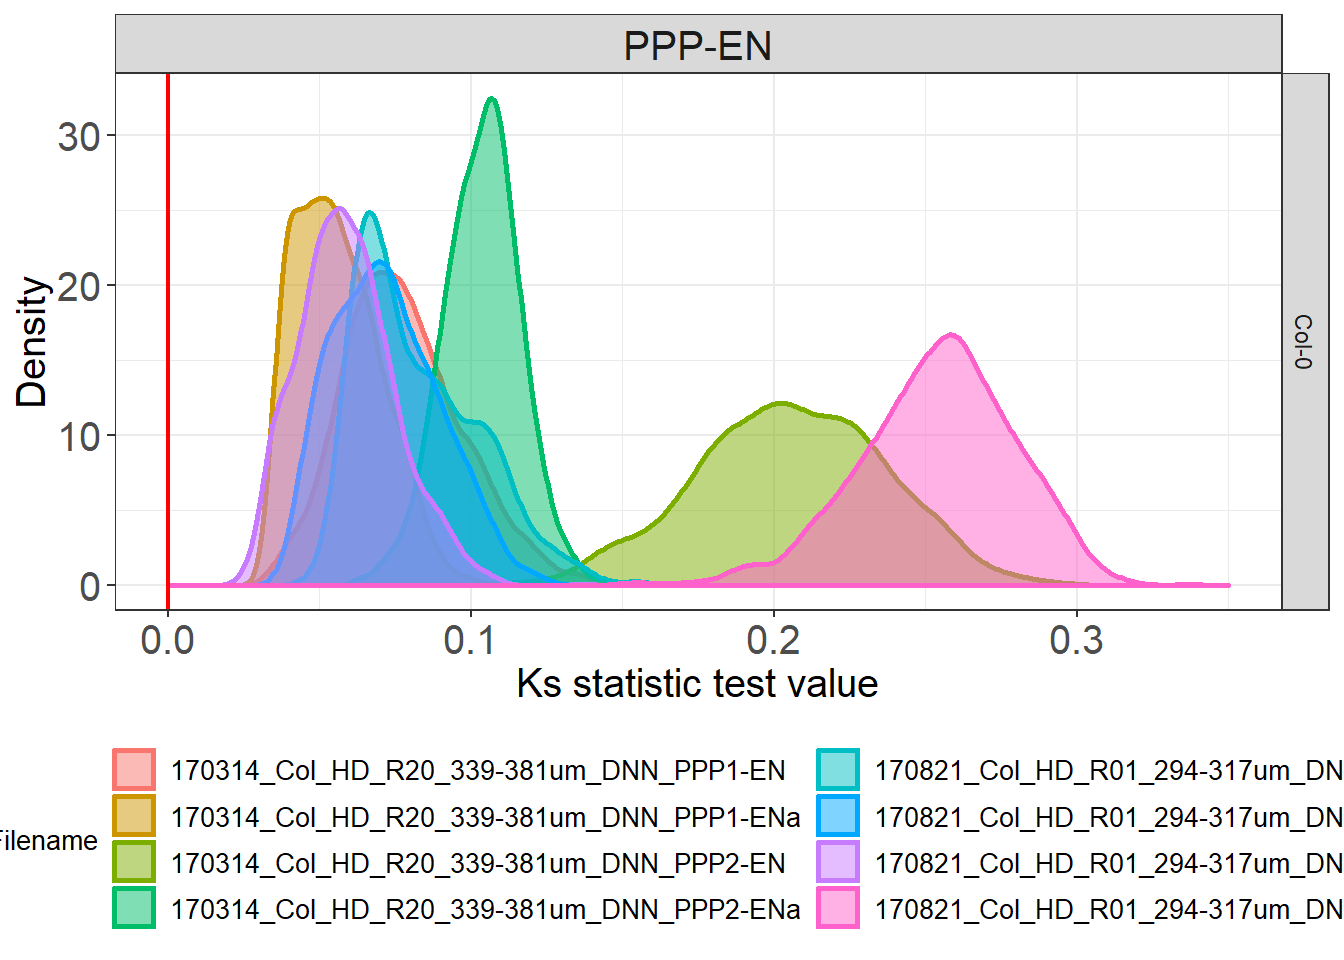 PPP-EN
Col-0
30
20
10
0
Density
0.0 0.1 0.2 0.3
Ks statistic test value
170314_Col_HD_R20_339-381um_DNN_PPP1-EN
170314_Col_HD_R20_339-381um_DNN_PPP1-ENa
170314_Col_HD_R20_339-381um_DNN_PPP2-EN
170314_Col_HD_R20_339-381um_DNN_PPP2-ENa
170821_Col_HD_R01_294-317um_DN
170821_Col_HD_R01_294-317um_DN
170821_Col_HD_R01_294-317um_DN
170821_Col_HD_R01_294-317um_DN
Filename